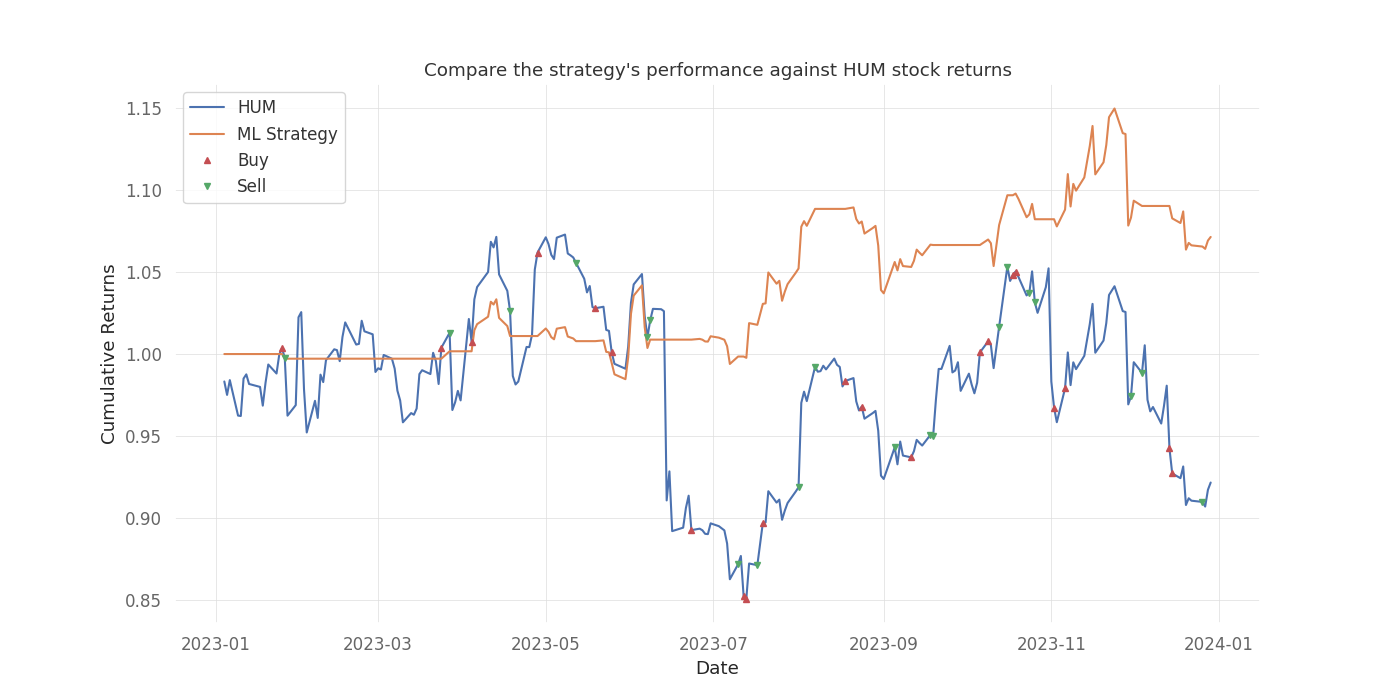 Compare the strategy's performance against HUM stock returns
HUM
ML Strategy
Buy
Sell
Cumulative Returns
1.15
1.10
1.05
1.00
0.95
0.90
0.85
2023-01
2023-03
2023-05
2023-07
2023-09
2023-11
2024-01
Date